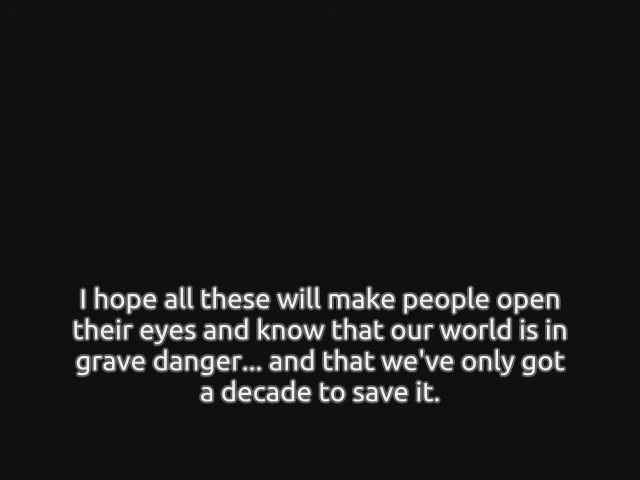 I hope all these will make people open
their eyes and know that our world is in
grave danger... and that we've only got
a decade to save it.